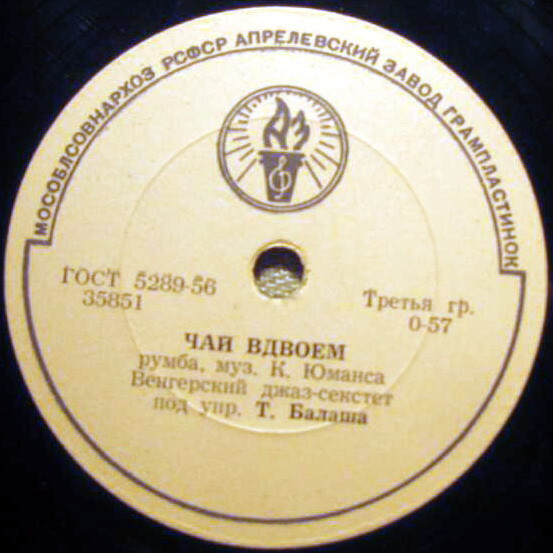 МОСОБЛСОВНАРХОЗ РСФСР АПРЕЛЕВСКИЙ ЗАВОД ГРАМПЛАСТИНОК
АЗ
ГОСТ 5289-56
35851
Третья гр.
0-57
ЧАЙ ВДВОЕМ
румба, муз. К. Юманса
Венгерский джаз-секстет
под упр. Т. Балаша